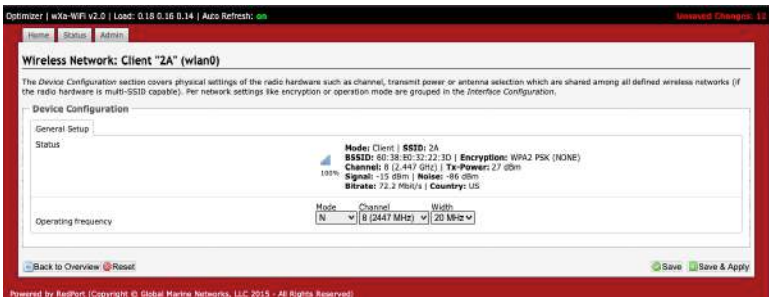 Optimizer | wXa-WiFi v2.0 | Load: 0.16 0.16 0.14 | Auto Refresh: on
Unsaved Changes: 12
Home Status Admin
Wireless Network: Client "2A" (wlan0)
The Device Configuration section covers physical settings of the radio hardware such as channel, transmit power or antenna selection which are shared among all defined wireless networks (if
the radio hardware is multi-SSID capable). Per network settings like encryption or operation mode are grouped in the Interface Configuration.
Device Configuration
General Setup
Status
100%
Mode: Client | SSID: 2A
BSSID: 60:38:E0:32:22:3D | Encryption: WPA2 PSK (NONE)
Channel: 8 (2.447 GHz) | Tx-Power: 27 dBm
Signal: -15 dBm | Noise: -86 dBm
Bitrate: 72.2 Mbit/s | Country: US
Operating frequency
Mode Channel Width
N 8 (2447 MHz) 20 MHz
Back to Overview Reset
Save Save & Apply
Powered by RedPort (Copyright © Global Marine Networks, LLC 2015 - All Rights Reserved)